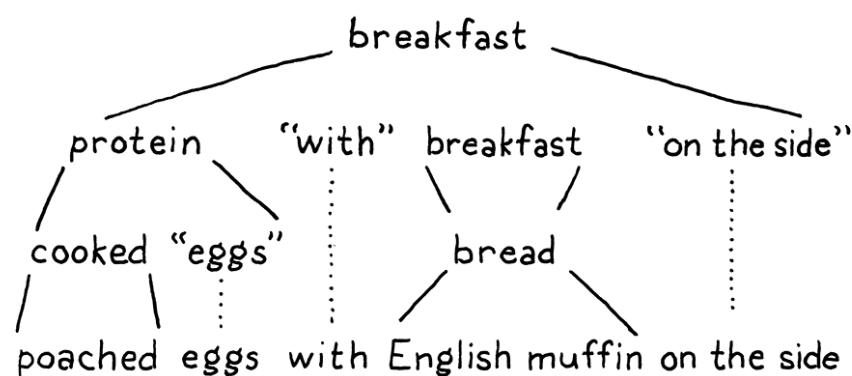 breakfast
protein “with” breakfast “on the side”
cooked “eggs” bread
poached eggs with English muffin on the side